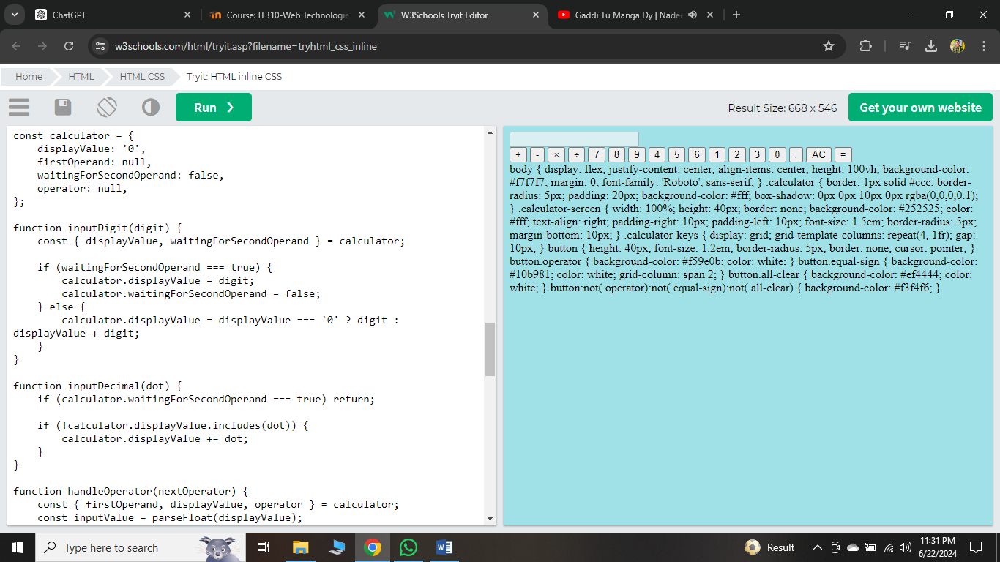 ChatGPT
Course: IT310-Web Technologie
W3Schools Tryit Editor
Gaddi Tu Manga Dy | Nade
w3schools.com/html/tryit.asp?filename=tryhtml_css_inline
Home
HTML
HTML CSS
Tryit: HTML inline CSS
Run ❯
Result Size: 668 x 546
Get your own website
const calculator = {
    displayValue: '0',
    firstOperand: null,
    waitingForSecondOperand: false,
    operator: null,
};

function inputDigit(digit) {
    const { displayValue, waitingForSecondOperand } = calculator;

    if (waitingForSecondOperand === true) {
        calculator.displayValue = digit;
        calculator.waitingForSecondOperand = false;
    } else {
        calculator.displayValue = displayValue === '0' ? digit :
displayValue + digit;
    }
}

function inputDecimal(dot) {
    if (calculator.waitingForSecondOperand === true) return;

    if (!calculator.displayValue.includes(dot)) {
        calculator.displayValue += dot;
    }
}

function handleOperator(nextOperator) {
    const { firstOperand, displayValue, operator } = calculator;
    const inputValue = parseFloat(displayValue);
+ - × ÷ 7 8 9 4 5 6 1 2 3 0 . AC =
body { display: flex; justify-content: center; align-items: center; height: 100vh; background-color:
#f7f7f7; margin: 0; font-family: 'Roboto', sans-serif; } .calculator { border: 1px solid #ccc; border-
radius: 5px; padding: 20px; background-color: #fff; box-shadow: 0px 0px 10px 0px rgba(0,0,0,0.1);
} .calculator-screen { width: 100%; height: 40px; border: none; background-color: #252525; color:
#fff; text-align: right; padding-right: 10px; padding-left: 10px; font-size: 1.5em; border-radius: 5px;
margin-bottom: 10px; } .calculator-keys { display: grid; grid-template-columns: repeat(4, 1fr); gap:
10px; } button { height: 40px; font-size: 1.2em; border-radius: 5px; border: none; cursor: pointer; }
button.operator { background-color: #f59e0b; color: white; } button.equal-sign { background-color:
#10b981; color: white; grid-column: span 2; } button.all-clear { background-color: #ef4444; color:
white; } button:not(.operator):not(.equal-sign):not(.all-clear) { background-color: #f3f4f6; }
Type here to search
Result
11:31 PM
6/22/2024